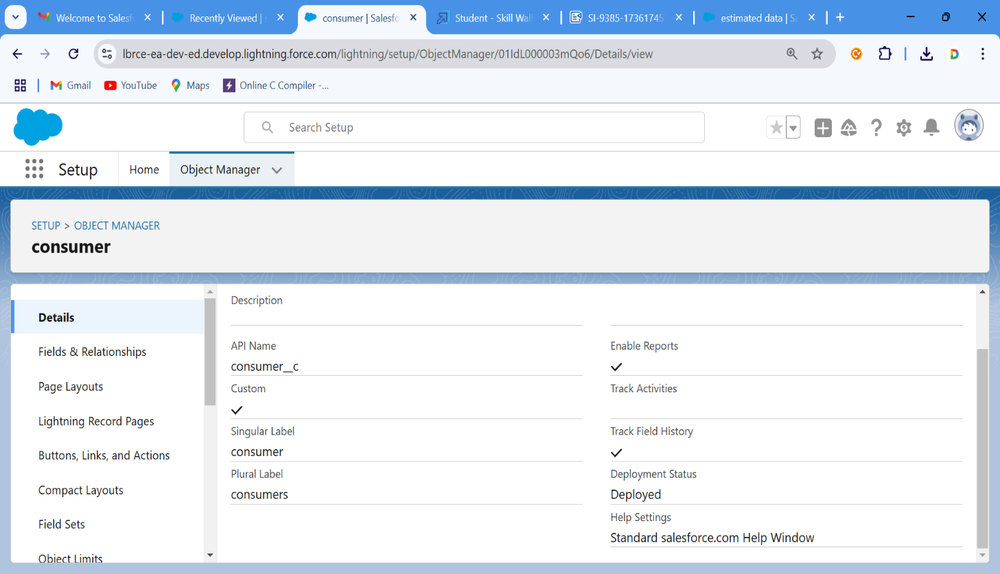 Welcome to Salesf
Recently Viewed | s
consumer | Salesfo
Student - Skill Wall
SI-9385-17361745
estimated data | Sa
lbrce-ea-dev-ed.develop.lightning.force.com/lightning/setup/ObjectManager/01IdL000003mQo6/Details/view
Gmail
YouTube
Maps
Online C Compiler -...
Search Setup
Setup
Home
Object Manager
SETUP > OBJECT MANAGER
consumer
Details
Fields & Relationships
Page Layouts
Lightning Record Pages
Buttons, Links, and Actions
Compact Layouts
Field Sets
Object Limits
Description
API Name
consumer__c
Custom
Singular Label
consumer
Plural Label
consumers
Enable Reports
Track Activities
Track Field History
Deployment Status
Deployed
Help Settings
Standard salesforce.com Help Window